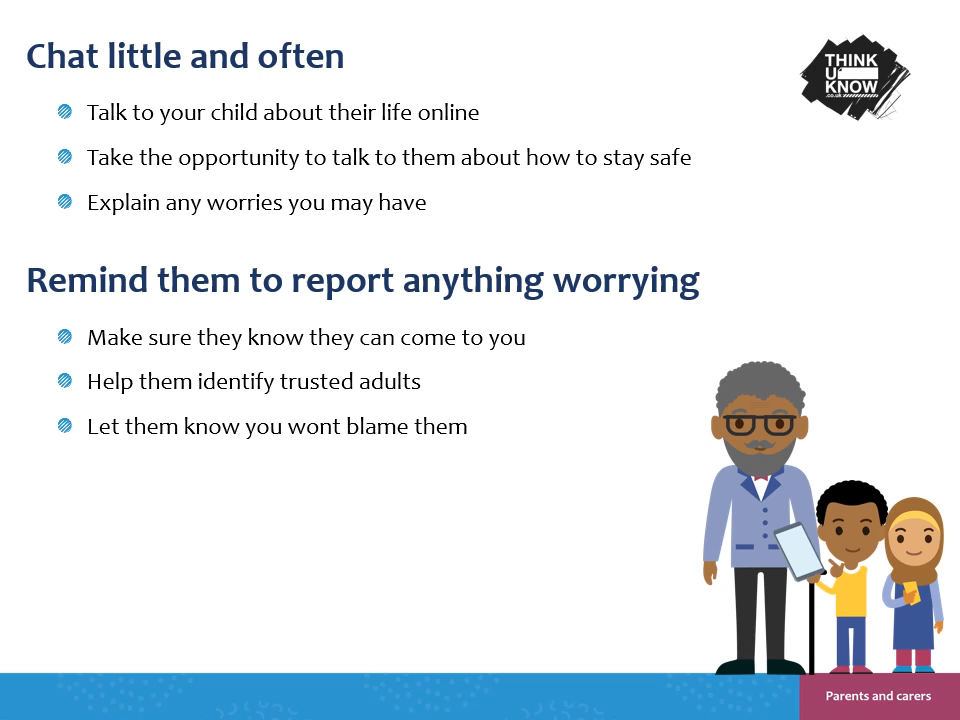 Chat little and often
THINK
U
KNOW
.co.uk
Talk to your child about their life online
Take the opportunity to talk to them about how to stay safe
Explain any worries you may have
Remind them to report anything worrying
Make sure they know they can come to you
Help them identify trusted adults
Let them know you wont blame them
Parents and carers